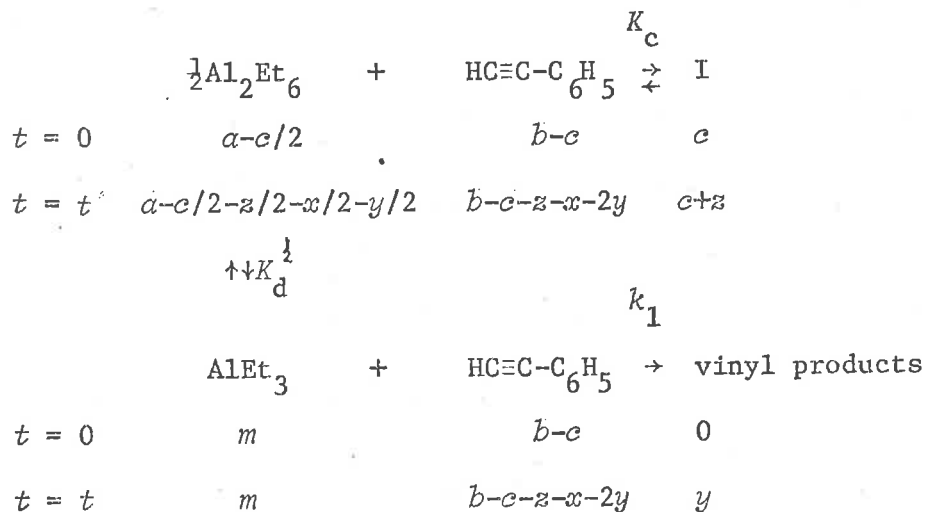 K_c
½Al₂Et₆ + HC≡C-C₆H₅ ⇄ I
t = 0 a-c/2 b-c c
t = t a-c/2-z/2-x/2-y/2 b-c-z-x-2y c+z
↑↓K_d^½
k₁
AlEt₃ + HC≡C-C₆H₅ → vinyl products
t = 0 m b-c 0
t = t m b-c-z-x-2y y